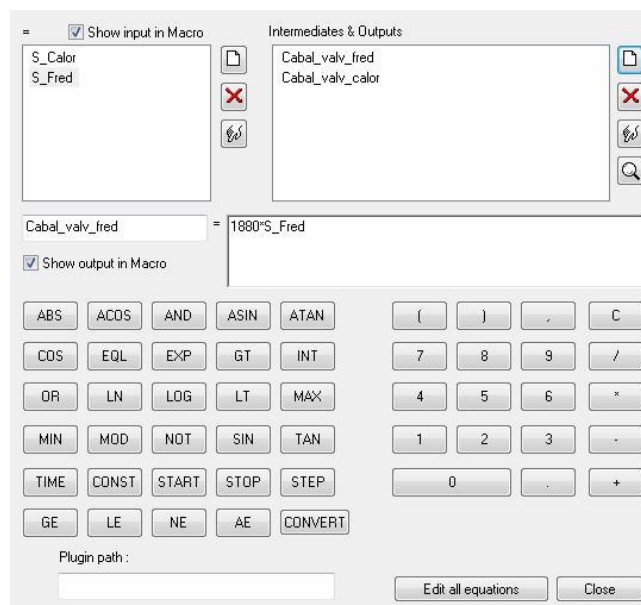 = Show input in Macro Intermediates & Outputs
S_Calor
S_Fred
Cabal_valv_fred
Cabal_valv_calor
Cabal_valv_fred = 1880*S_Fred
Show output in Macro
ABS ACOS AND ASIN ATAN ( ) , C
COS EQL EXP GT INT 7 8 9 /
OR LN LOG LT MAX 4 5 6 *
MIN MOD NOT SIN TAN 1 2 3 -
TIME CONST START STOP STEP 0 . +
GE LE NE AE CONVERT
Plugin path :
Edit all equations Close